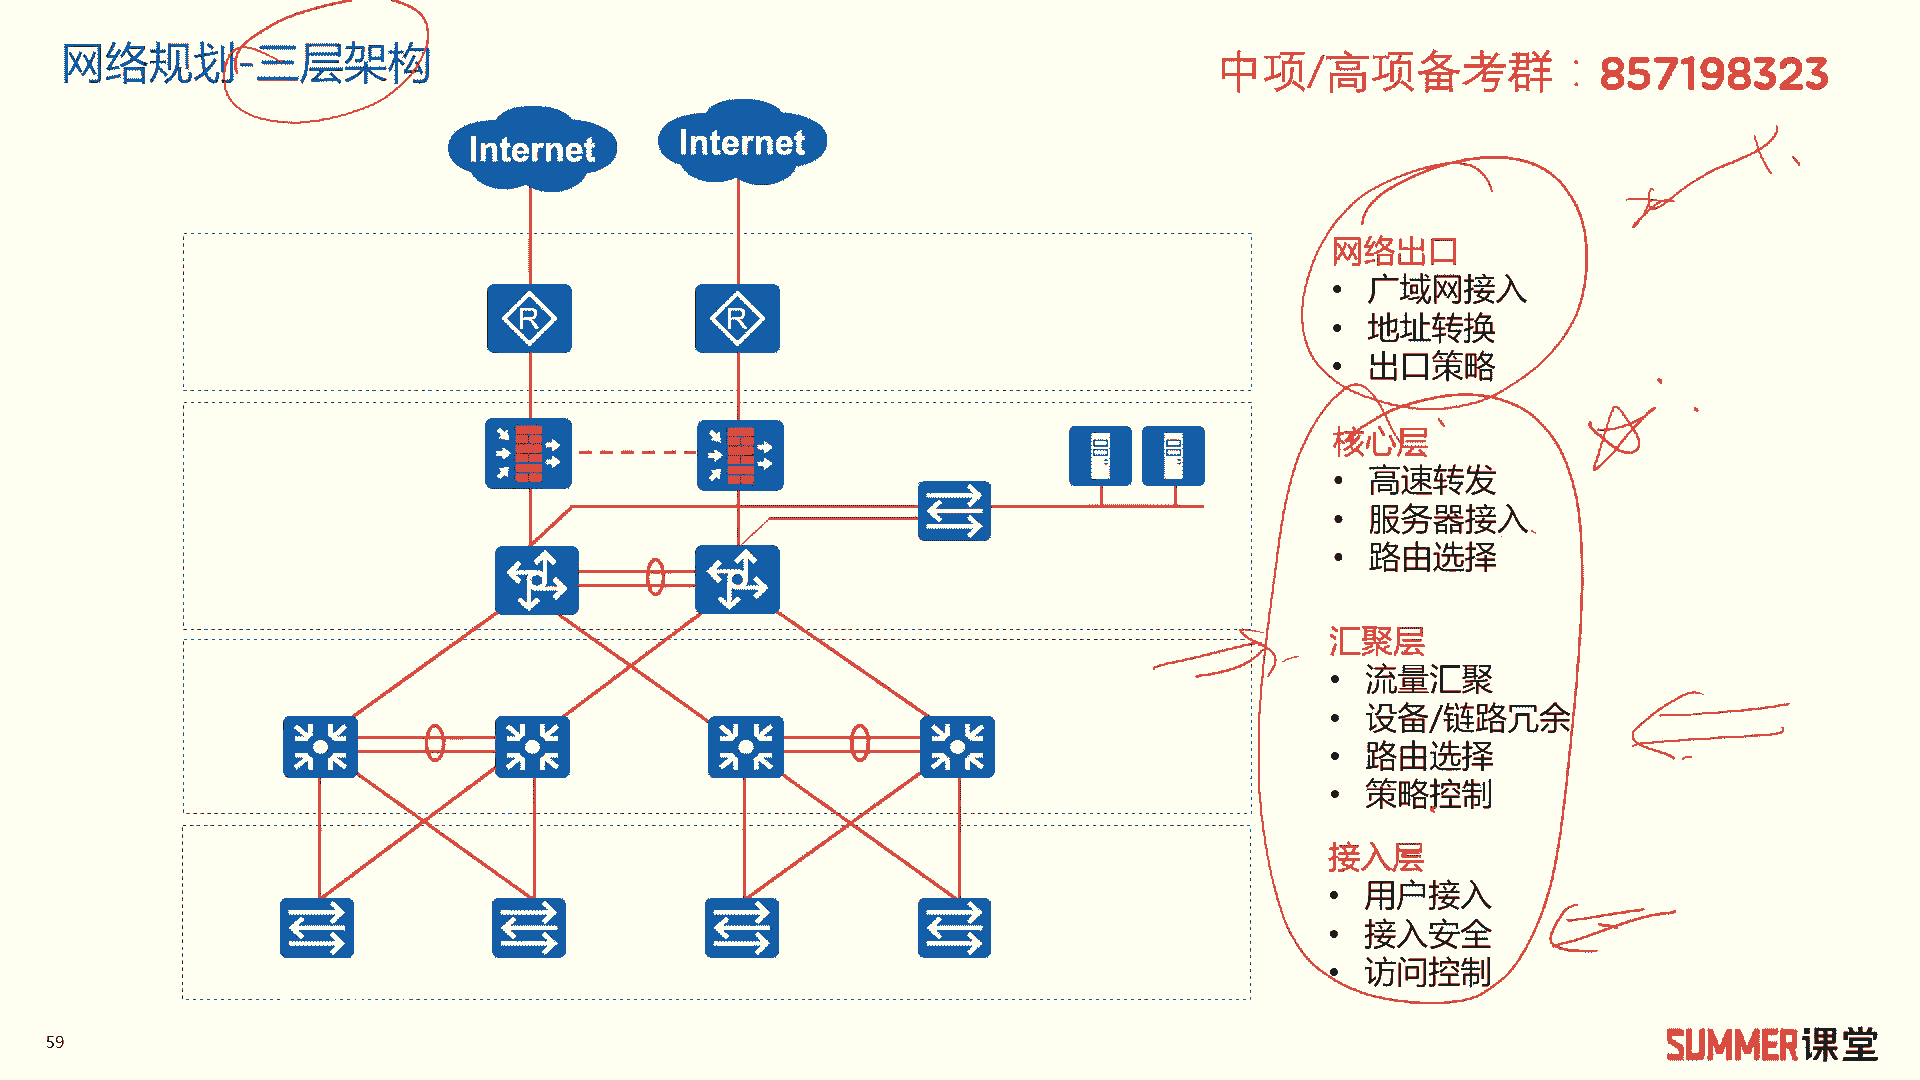 网络规划-三层架构
中项/高项备考群：857198323
Internet
Internet
R
R
网络出口
• 广域网接入
• 地址转换
• 出口策略
核心层
• 高速转发
• 服务器接入
• 路由选择
汇聚层
• 流量汇聚
• 设备/链路冗余
• 路由选择
• 策略控制
接入层
• 用户接入
• 接入安全
• 访问控制
59
SUMMER课堂